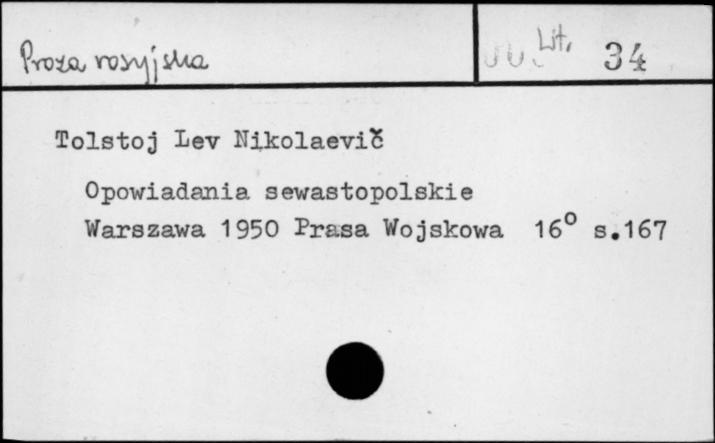 Proza rosyjska
Lit. 34
Tolstoj Lev Nikolaevič
Opowiadania sewastopolskie
Warszawa 1950 Prasa Wojskowa 16° s.167